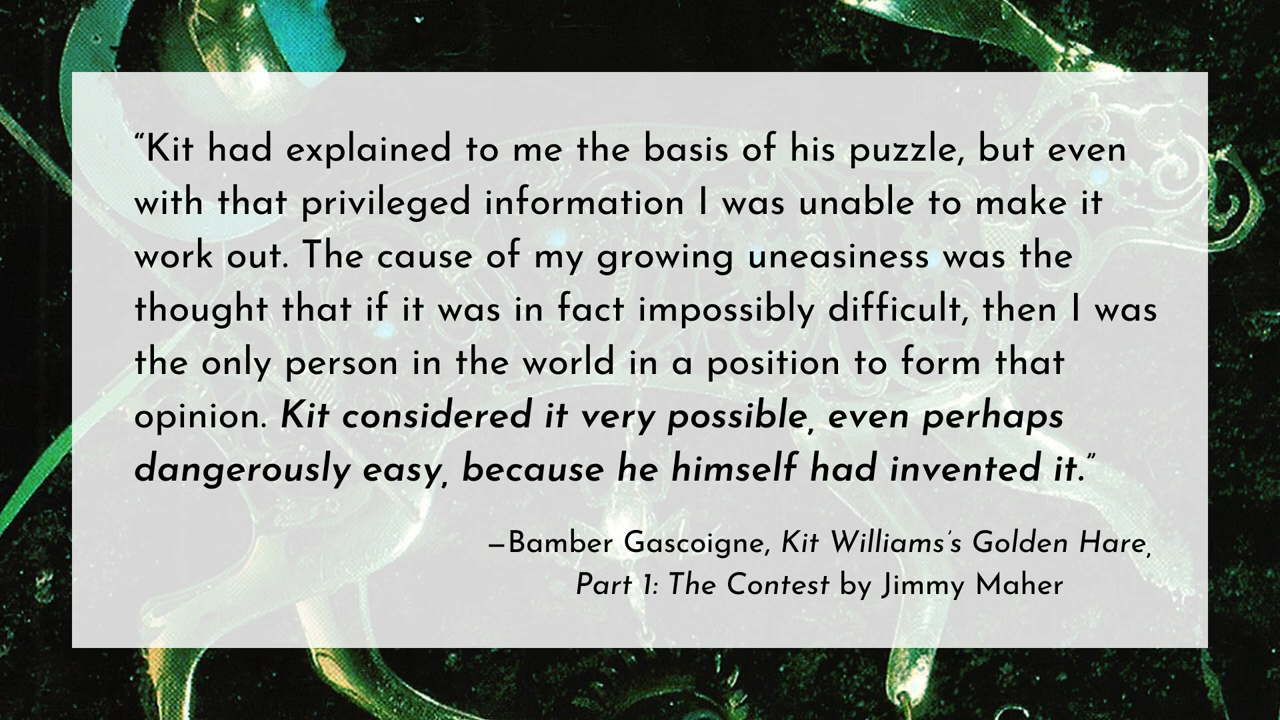 “Kit had explained to me the basis of his puzzle, but even
with that privileged information I was unable to make it
work out. The cause of my growing uneasiness was the
thought that if it was in fact impossibly difficult, then I was
the only person in the world in a position to form that
opinion. Kit considered it very possible, even perhaps
dangerously easy, because he himself had invented it.”
—Bamber Gascoigne, Kit Williams’s Golden Hare,
Part 1: The Contest by Jimmy Maher